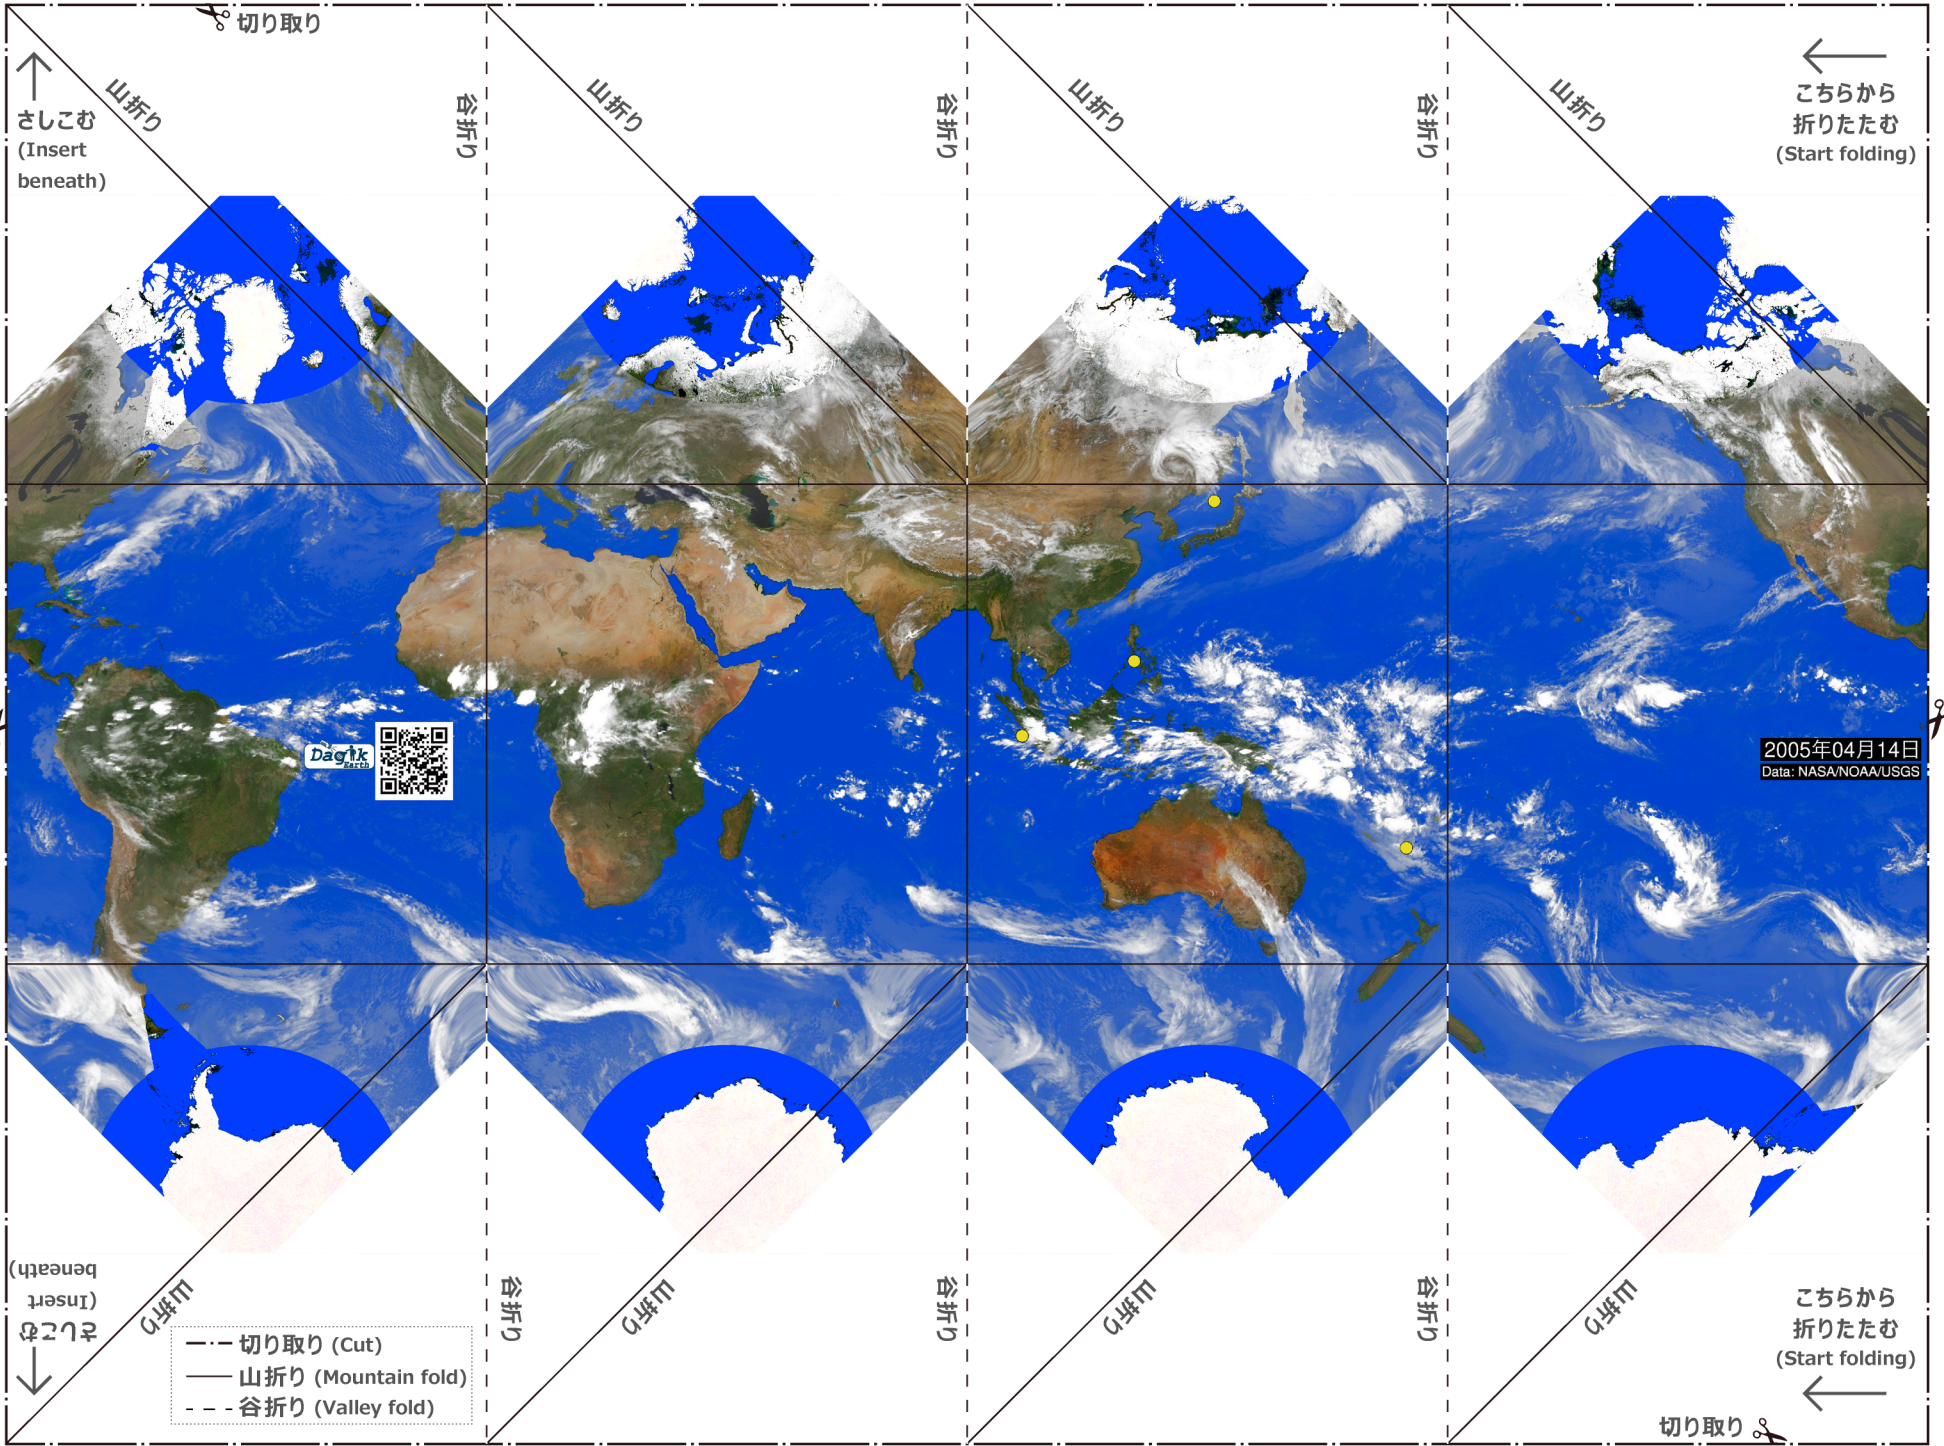 切り取り
山折り
谷折り
山折り
谷折り
山折り
谷折り
山折り
さしこむ
(Insert
beneath)
こちらから
折りたたむ
(Start folding)
Dagik
Earth
2005年04月14日
Data: NASA/NOAA/USGS
さしこむ
(Insert
beneath)
山折り
谷折り
山折り
谷折り
山折り
谷折り
山折り
切り取り (Cut)
山折り (Mountain fold)
谷折り (Valley fold)
こちらから
折りたたむ
(Start folding)
切り取り